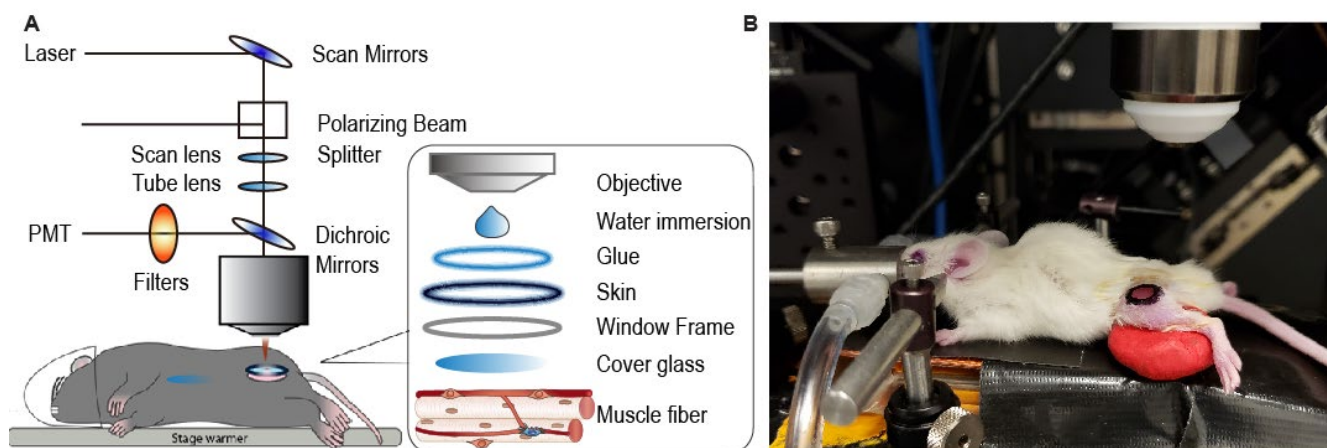 A
B
Laser
Scan Mirrors
Polarizing Beam
Splitter
Scan lens
Tube lens
PMT
Dichroic
Mirrors
Filters
Stage warmer
Objective
Water immersion
Glue
Skin
Window Frame
Cover glass
Muscle fiber